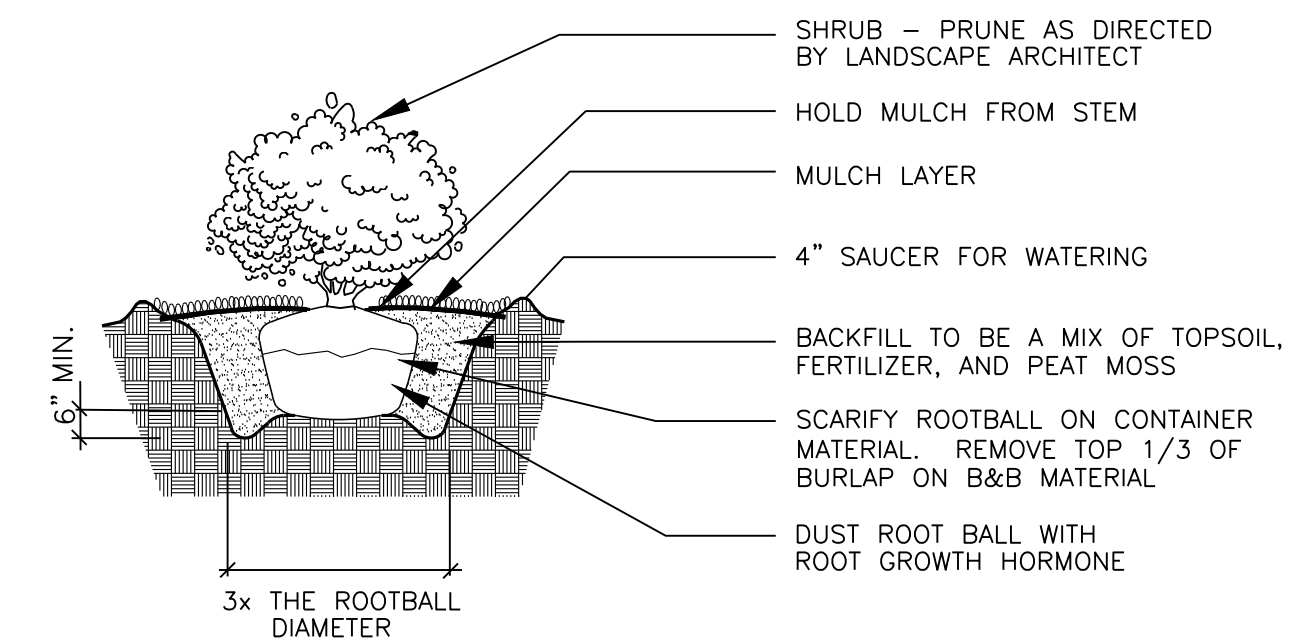 SHRUB – PRUNE AS DIRECTED
BY LANDSCAPE ARCHITECT
HOLD MULCH FROM STEM
MULCH LAYER
4" SAUCER FOR WATERING
BACKFILL TO BE A MIX OF TOPSOIL,
FERTILIZER, AND PEAT MOSS
SCARIFY ROOTBALL ON CONTAINER
MATERIAL. REMOVE TOP 1/3 OF
BURLAP ON B&B MATERIAL
DUST ROOT BALL WITH
ROOT GROWTH HORMONE
6" MIN.
3x THE ROOTBALL
DIAMETER